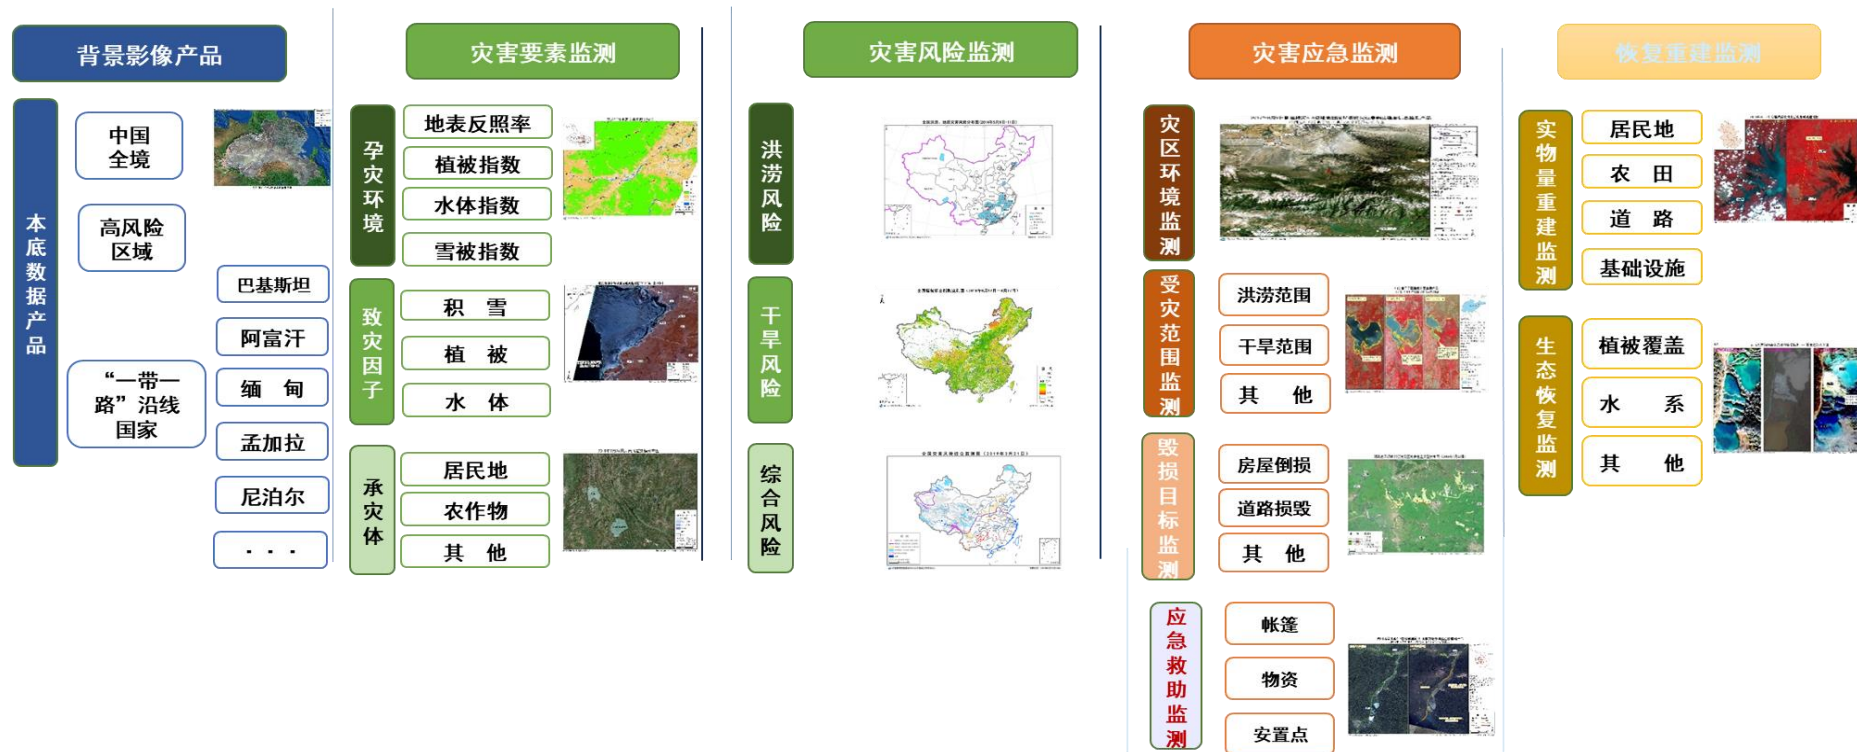 背景影像产品
本底数据产品
中国
全境
高风险
区域
“一带一
路”沿线
国家
巴基斯坦
阿富汗
缅 甸
孟加拉
尼泊尔
· · ·
灾害要素监测
孕灾环境
地表反照率
植被指数
水体指数
雪被指数
致灾因子
积 雪
植 被
水 体
承灾体
居民地
农作物
其 他
灾害风险监测
洪涝风险
干旱风险
综合风险
灾害应急监测
灾区环境监测
受灾范围监测
洪涝范围
干旱范围
其 他
毁损目标监测
房屋倒损
道路损毁
其 他
应急救助监测
帐篷
物资
安置点
恢复重建监测
实物量重建监测
居民地
农 田
道 路
基础设施
生态恢复监测
植被覆盖
水 系
其 他